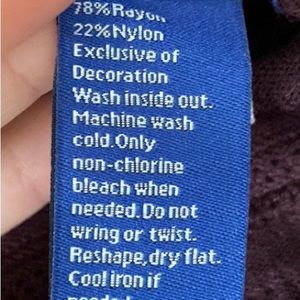 78%Rayon
22%Nylon
Exclusive of
Decoration
Wash inside out.
Machine wash
cold.Only
non-chlorine
bleach when
needed.Do not
wring or twist.
Reshape,dry flat.
Cool iron if
needed